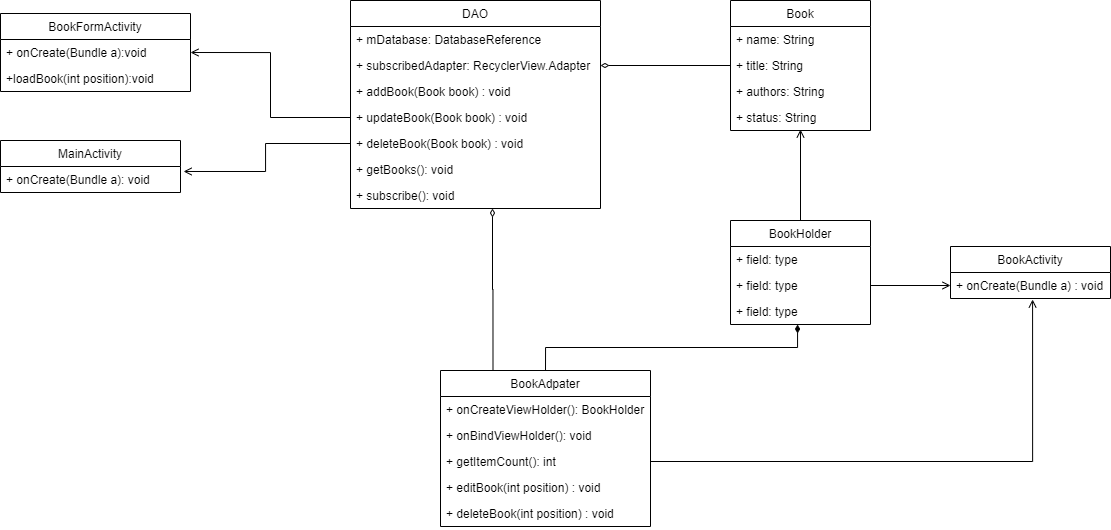 BookFormActivity
+ onCreate(Bundle a):void
+loadBook(int position):void
MainActivity
+ onCreate(Bundle a): void
DAO
+ mDatabase: DatabaseReference
+ subscribedAdapter: RecyclerView.Adapter
+ addBook(Book book) : void
+ updateBook(Book book) : void
+ deleteBook(Book book) : void
+ getBooks(): void
+ subscribe(): void
Book
+ name: String
+ title: String
+ authors: String
+ status: String
BookHolder
+ field: type
+ field: type
+ field: type
BookActivity
+ onCreate(Bundle a) : void
BookAdpater
+ onCreateViewHolder(): BookHolder
+ onBindViewHolder(): void
+ getItemCount(): int
+ editBook(int position) : void
+ deleteBook(int position) : void